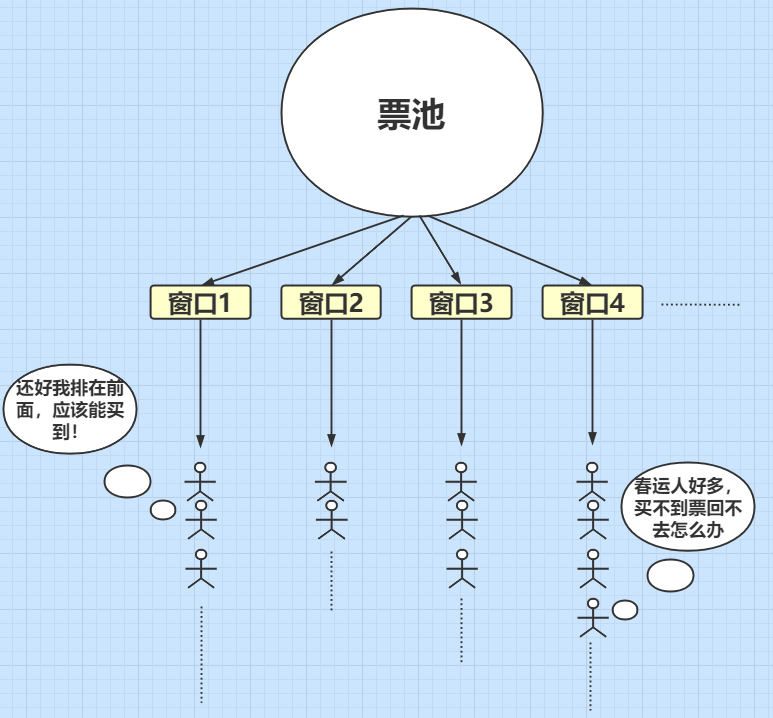 票池
窗口1
窗口2
窗口3
窗口4
还好我排在前
面，应该能买
到！
春运人好多，
买不到票回不
去怎么办